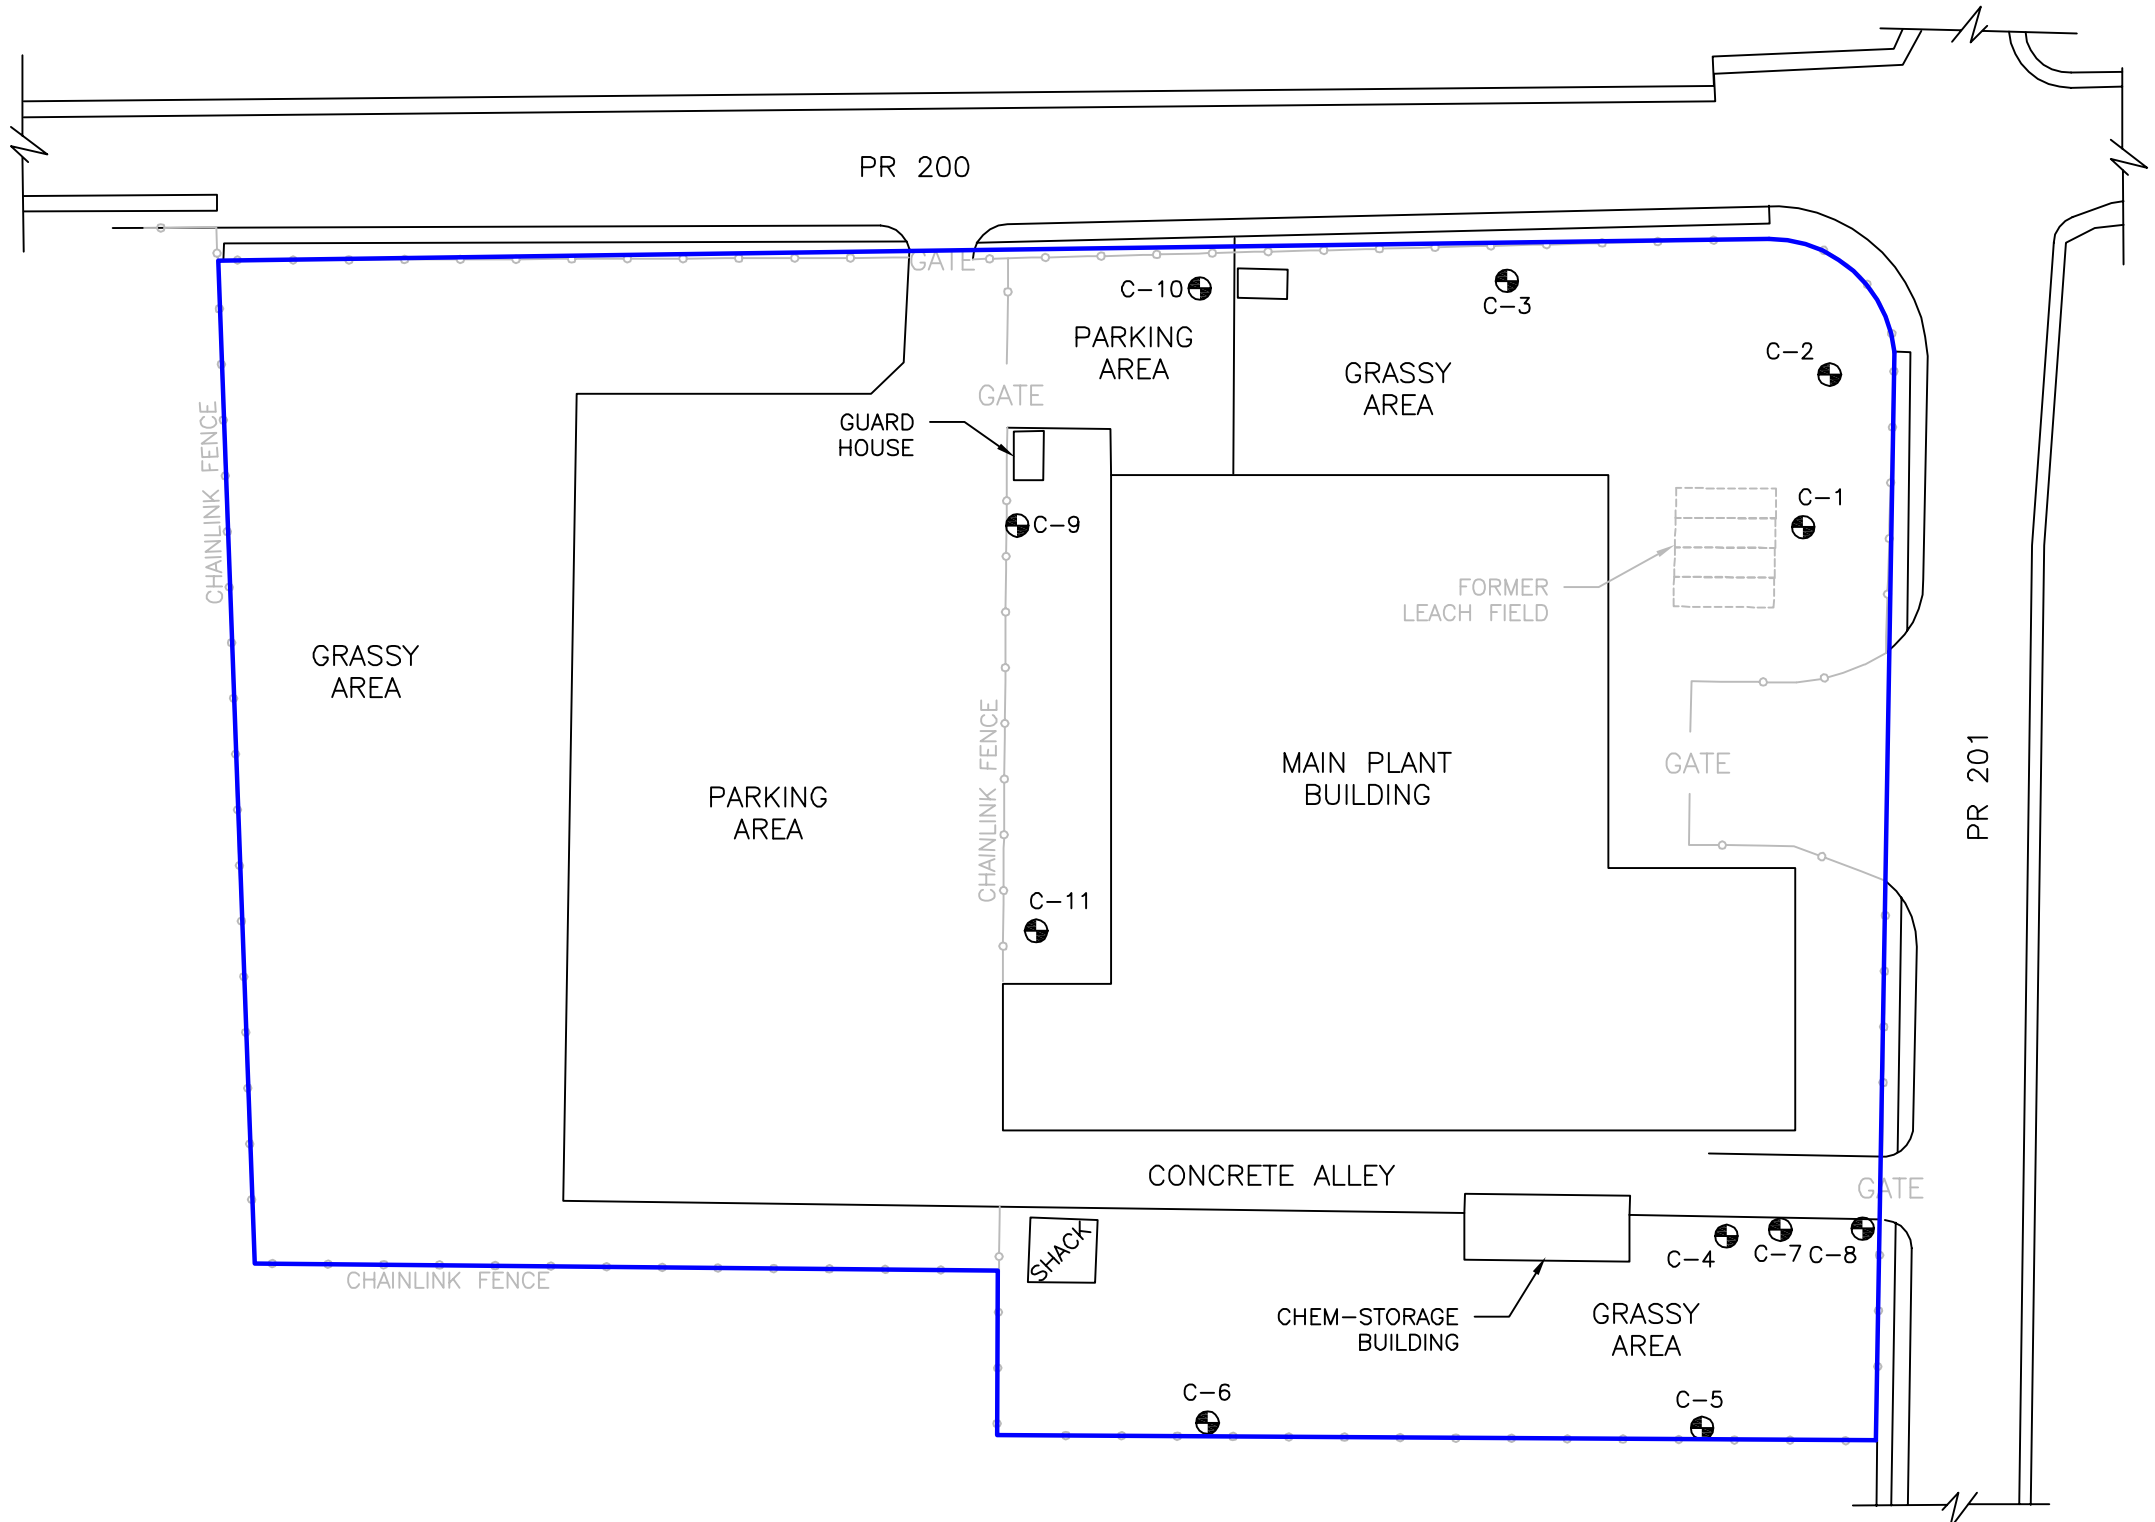 PR 200
GATE
C-10
C-3
PARKING
AREA
C-2
GRASSY
AREA
GATE
GUARD
HOUSE
CHAINLINK FENCE
C-9
C-1
FORMER
LEACH FIELD
GRASSY
AREA
CHAINLINK FENCE
MAIN PLANT
BUILDING
GATE
PR 201
PARKING
AREA
C-11
CONCRETE ALLEY
GATE
SHACK
C-4
C-7
C-8
CHAINLINK FENCE
CHEM-STORAGE
BUILDING
GRASSY
AREA
C-6
C-5